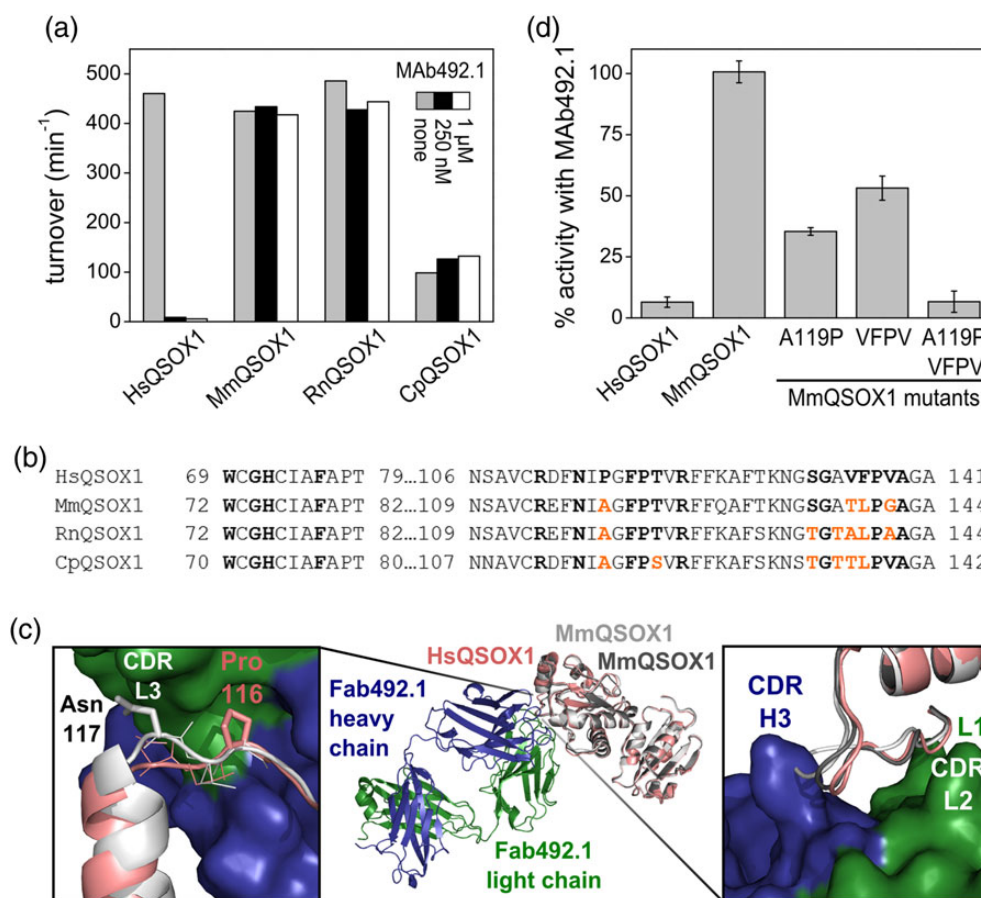 (a)
turnover (min⁻¹)
500
400
300
200
100
0
MAb492.1
none
250 nM
1 µM
HsQSOX1
MmQSOX1
RnQSOX1
CpQSOX1
(d)
% activity with MAb492.1
100
75
50
25
0
HsQSOX1
MmQSOX1
A119P
VFPV
A119P
VFPV
MmQSOX1 mutants
(b)
HsQSOX1 69 WCGHCIAFAPT 79...106 NSAVCRDFNIPGFPTVRFFKAFTKNGSGAVFPVAGA 141
MmQSOX1 72 WCGHCIAFAPT 82...109 NSAVCREFNIAGFPTVRFFQAFTKNGSGATLPGAGA 144
RnQSOX1 72 WCGHCIAFAPT 82...109 NSAVCREFNIAGFPTVRFFKAFSKNGTGTALPAAGA 144
CpQSOX1 70 WCGHCIAFAPT 80...107 NNAVCRDFNIAGFPSVRFFKAFSKNSTGTTLPVAGA 142
(c)
CDR
L3
Pro
116
Asn
117
HsQSOX1
MmQSOX1
MmQSOX1
Fab492.1
heavy
chain
Fab492.1
light chain
CDR
H3
L1
CDR
L2